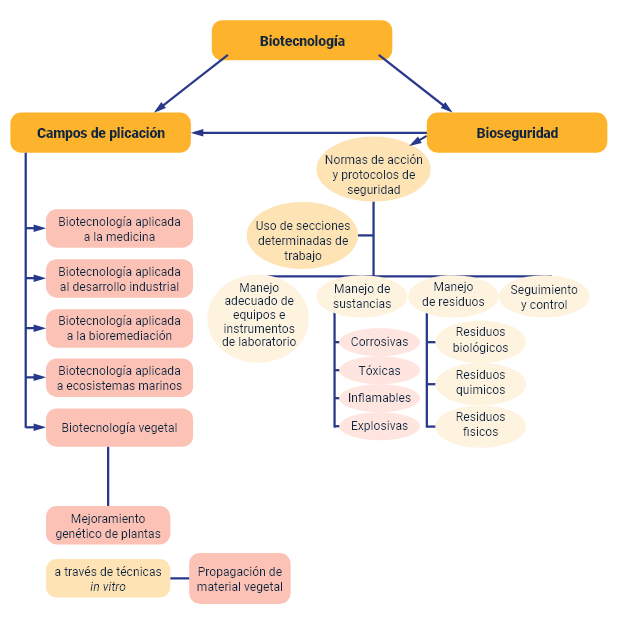 Biotecnología
Campos de plicación
Bioseguridad
Normas de acción
y protocolos de
seguridad
Uso de secciones
determinadas de
trabajo
Biotecnología aplicada
a la medicina
Biotecnología aplicada
al desarrollo industrial
Biotecnología aplicada
a la bioremediación
Biotecnología aplicada
a ecosistemas marinos
Biotecnología vegetal
Manejo
adecuado de
equipos e
instrumentos
de laboratorio
Manejo de
sustancias
Manejo
de residuos
Seguimiento
y control
Corrosivas
Tóxicas
Inflamables
Explosivas
Residuos
biológicos
Residuos
quimicos
Residuos
fisicos
Mejoramiento
genético de plantas
a través de técnicas
in vitro
Propagación de
material vegetal